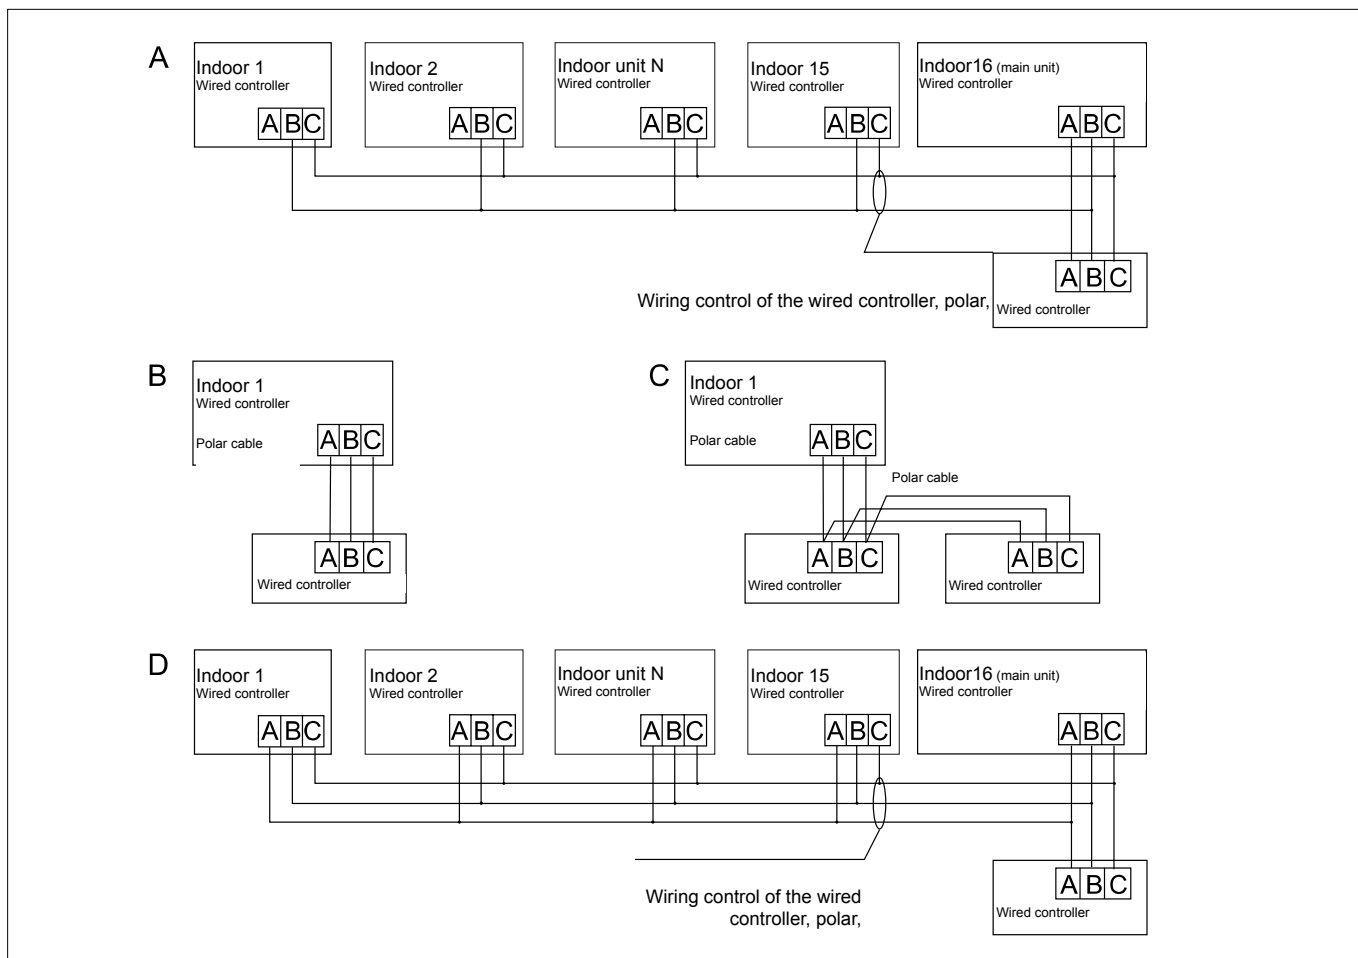 A
Indoor 1
Wired controller
A B C
Indoor 2
Wired controller
A B C
Indoor unit N
Wired controller
A B C
Indoor 15
Wired controller
A B C
Indoor16 (main unit)
Wired controller
A B C
A B C
Wired controller
Wiring control of the wired controller, polar,
B
Indoor 1
Wired controller
Polar cable
A B C
A B C
Wired controller
C
Indoor 1
Wired controller
Polar cable
A B C
Polar cable
A B C
Wired controller
A B C
Wired controller
D
Indoor 1
Wired controller
A B C
Indoor 2
Wired controller
A B C
Indoor unit N
Wired controller
A B C
Indoor 15
Wired controller
A B C
Indoor16 (main unit)
Wired controller
A B C
A B C
Wired controller
Wiring control of the wired
controller, polar,